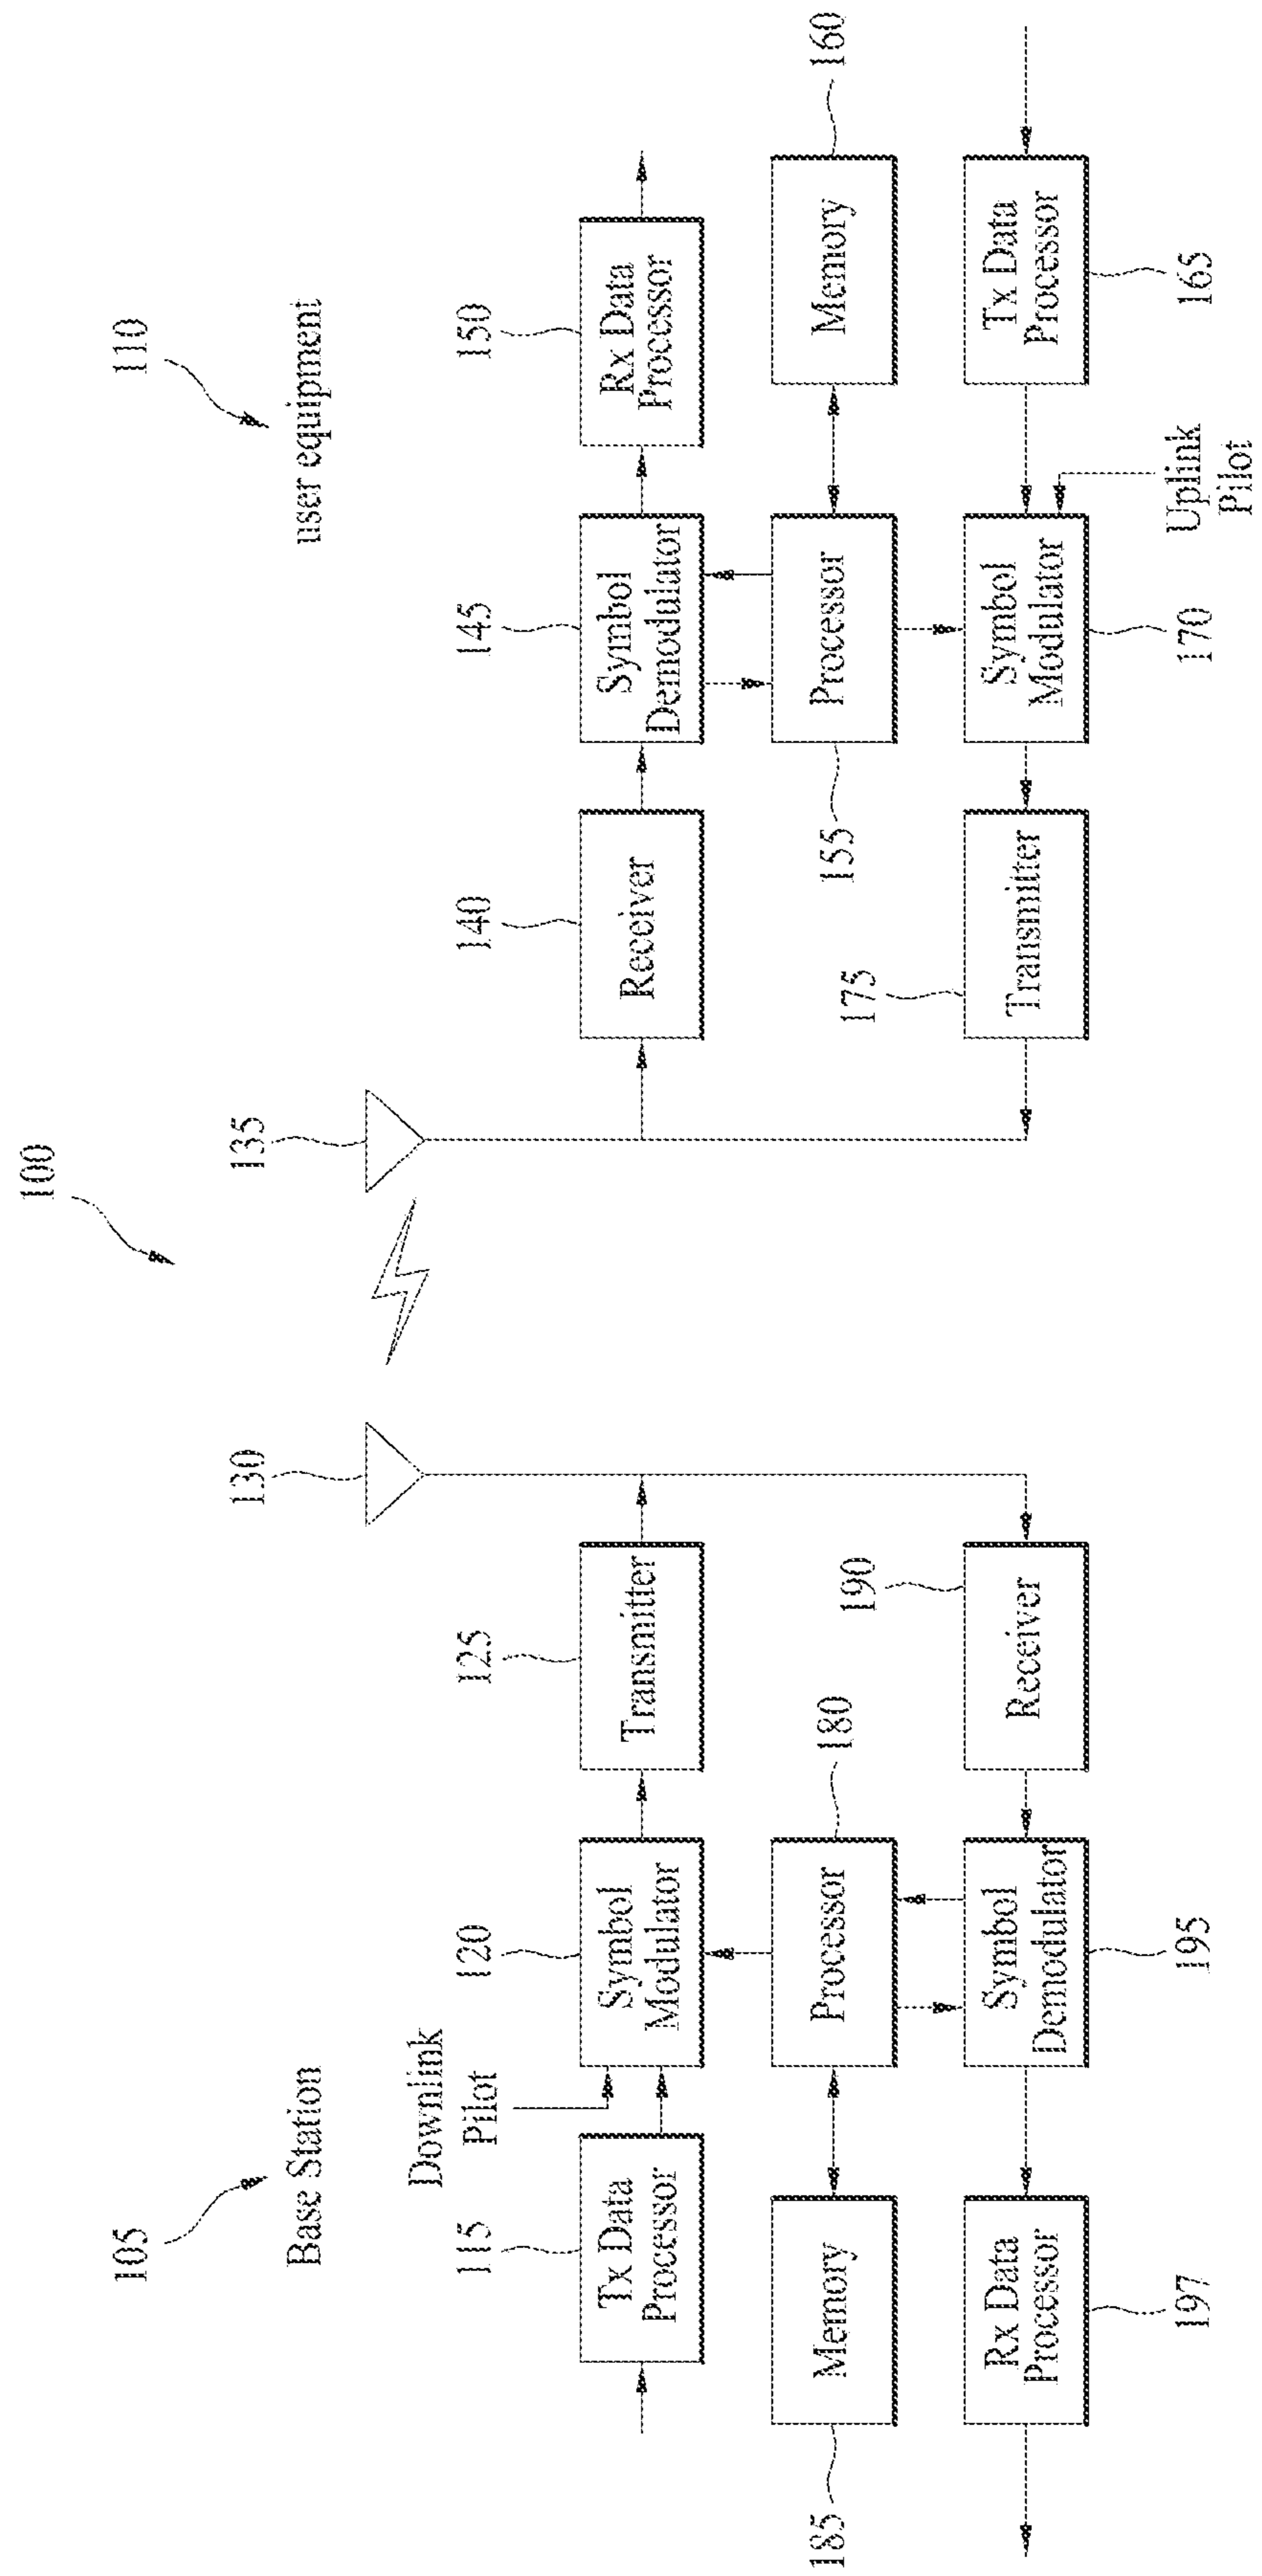 100
105
Base Station
110
user equipment
130
135
Downlink
Pilot
115
Tx Data
Processor
120
Symbol
Modulator
125
Transmitter
140
Receiver
145
Symbol
Demodulator
150
Rx Data
Processor
185
Memory
Processor
180
155
Processor
Memory
160
197
Rx Data
Processor
195
Symbol
Demodulator
190
Receiver
175
Transmitter
170
Symbol
Modulator
Uplink
Pilot
165
Tx Data
Processor